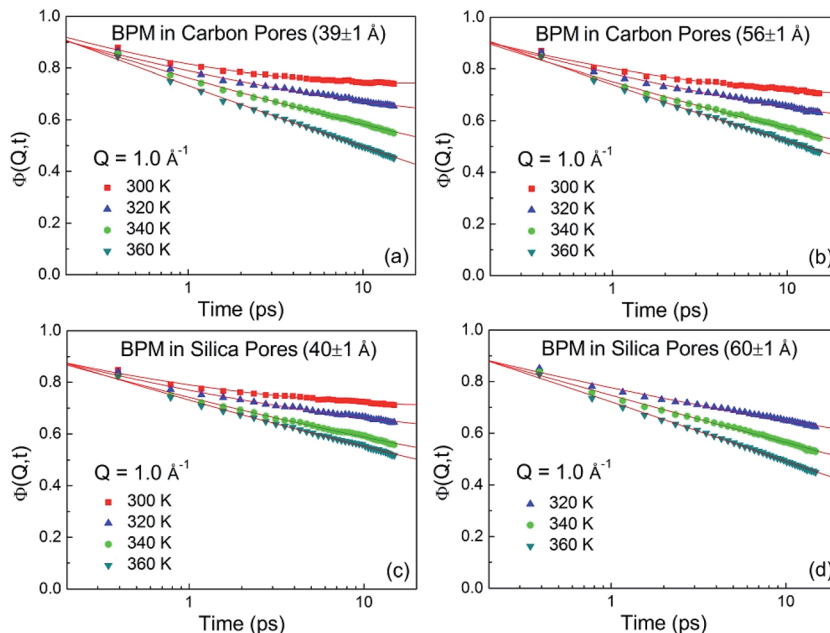 BPM in Carbon Pores (39±1 Å)
1.0
0.8
0.6
0.4
0.2
0.0
Φ(Q,t)
Q = 1.0 Å⁻¹
300 K
320 K
340 K
360 K
(a)
1
10
Time (ps)
BPM in Carbon Pores (56±1 Å)
1.0
0.8
0.6
0.4
0.2
0.0
Φ(Q,t)
Q = 1.0 Å⁻¹
300 K
320 K
340 K
360 K
(b)
1
10
Time (ps)
BPM in Silica Pores (40±1 Å)
1.0
0.8
0.6
0.4
0.2
0.0
Φ(Q,t)
Q = 1.0 Å⁻¹
300 K
320 K
340 K
360 K
(c)
1
10
Time (ps)
BPM in Silica Pores (60±1 Å)
1.0
0.8
0.6
0.4
0.2
0.0
Φ(Q,t)
Q = 1.0 Å⁻¹
320 K
340 K
360 K
(d)
1
10
Time (ps)